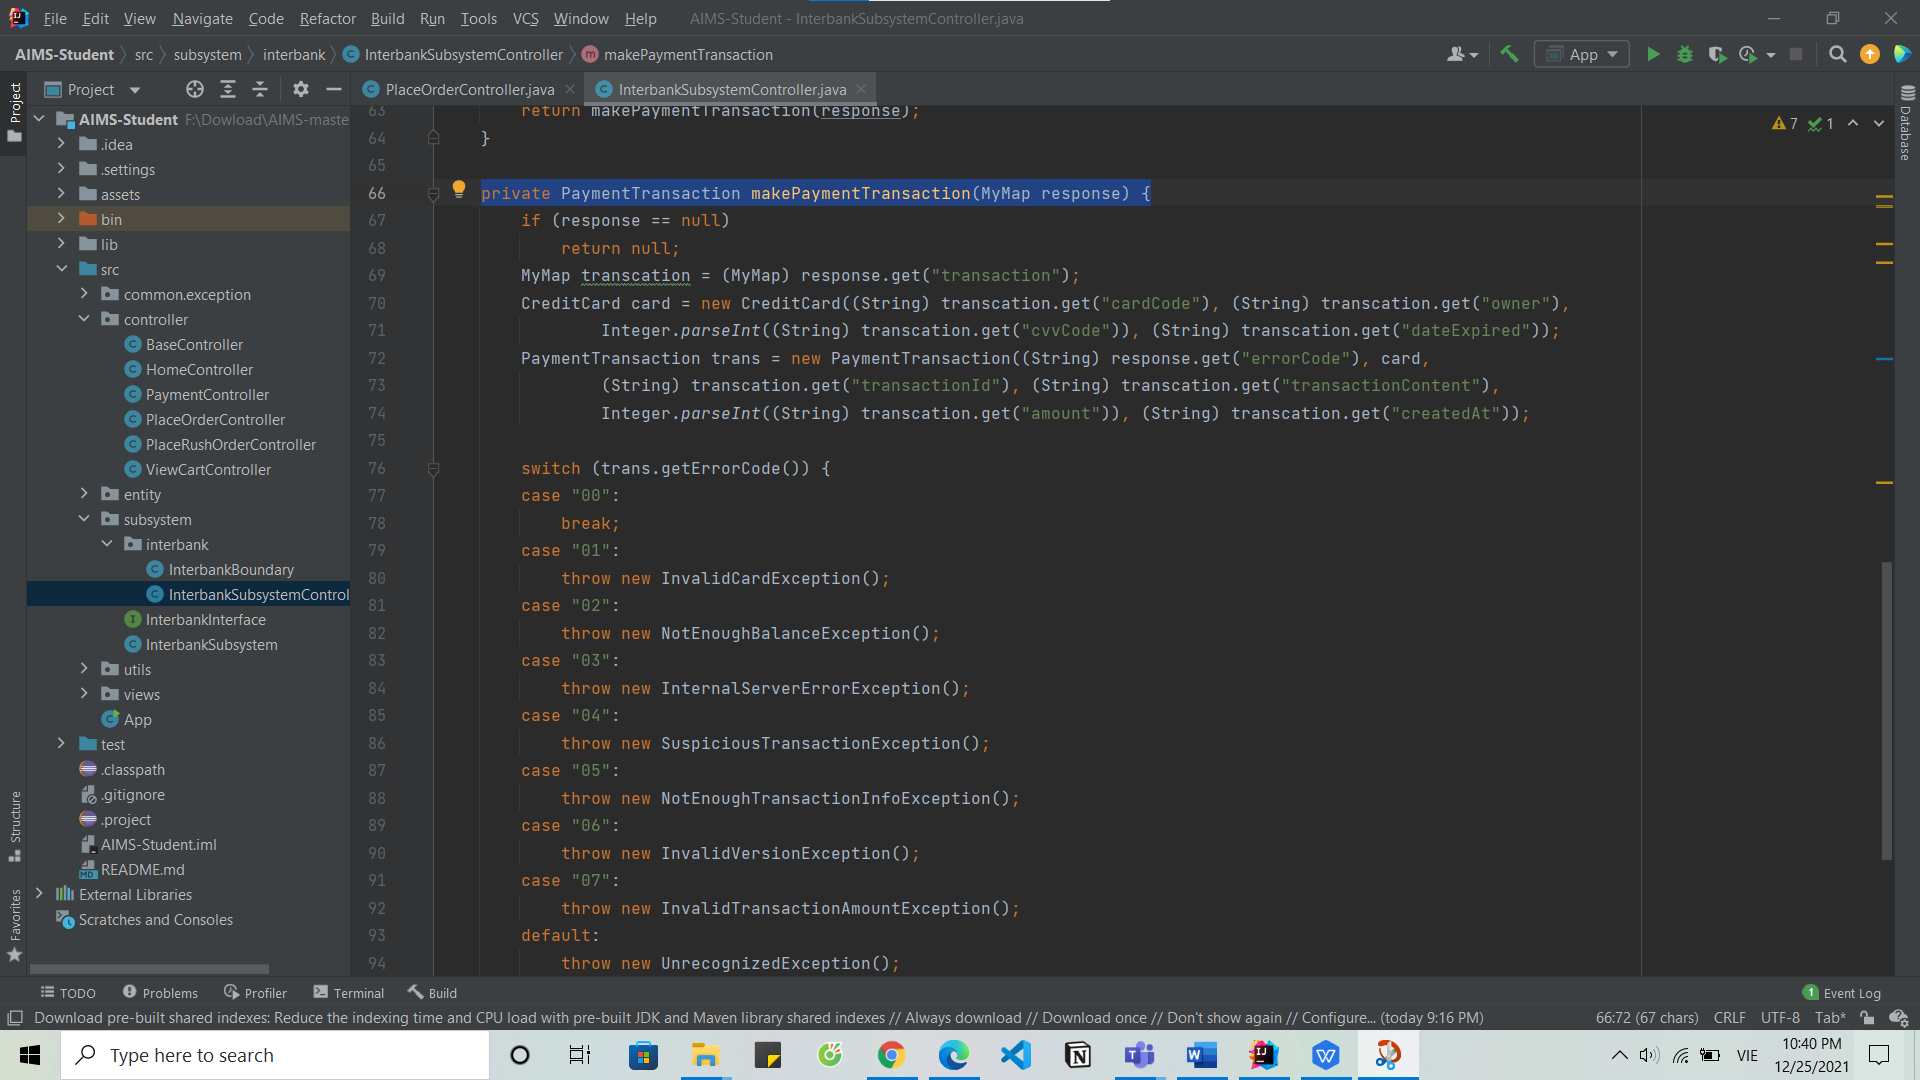 File Edit View Navigate Code Refactor Build Run Tools VCS Window Help AIMS-Student - InterbankSubsystemController.java
AIMS-Student src subsystem interbank InterbankSubsystemController makePaymentTransaction App
Project
PlaceOrderController.java
InterbankSubsystemController.java
Project
Database
Structure
Favorites
AIMS-Student F:\Dowload\AIMS-maste
.idea
.settings
assets
bin
lib
src
common.exception
controller
BaseController
HomeController
PaymentController
PlaceOrderController
PlaceRushOrderController
ViewCartController
entity
subsystem
interbank
InterbankBoundary
InterbankSubsystemControl
InterbankInterface
InterbankSubsystem
utils
views
App
test
.classpath
.gitignore
.project
AIMS-Student.iml
README.md
External Libraries
Scratches and Consoles
7 1
63 return makePaymentTransaction(response);
64 }
65
66 private PaymentTransaction makePaymentTransaction(MyMap response) {
67 if (response == null)
68 return null;
69 MyMap transcation = (MyMap) response.get("transaction");
70 CreditCard card = new CreditCard((String) transcation.get("cardCode"), (String) transcation.get("owner"),
71 Integer.parseInt((String) transcation.get("cvvCode")), (String) transcation.get("dateExpired"));
72 PaymentTransaction trans = new PaymentTransaction((String) response.get("errorCode"), card,
73 (String) transcation.get("transactionId"), (String) transcation.get("transactionContent"),
74 Integer.parseInt((String) transcation.get("amount")), (String) transcation.get("createdAt"));
75
76 switch (trans.getErrorCode()) {
77 case "00":
78 break;
79 case "01":
80 throw new InvalidCardException();
81 case "02":
82 throw new NotEnoughBalanceException();
83 case "03":
84 throw new InternalServerErrorException();
85 case "04":
86 throw new SuspiciousTransactionException();
87 case "05":
88 throw new NotEnoughTransactionInfoException();
89 case "06":
90 throw new InvalidVersionException();
91 case "07":
92 throw new InvalidTransactionAmountException();
93 default:
94 throw new UnrecognizedException();
TODO Problems Profiler Terminal Build 1 Event Log
Download pre-built shared indexes: Reduce the indexing time and CPU load with pre-built JDK and Maven library shared indexes // Always download // Download once // Don't show again // Configure... (today 9:16 PM) 66:72 (67 chars) CRLF UTF-8 Tab*
Type here to search
VIE
10:40 PM
12/25/2021